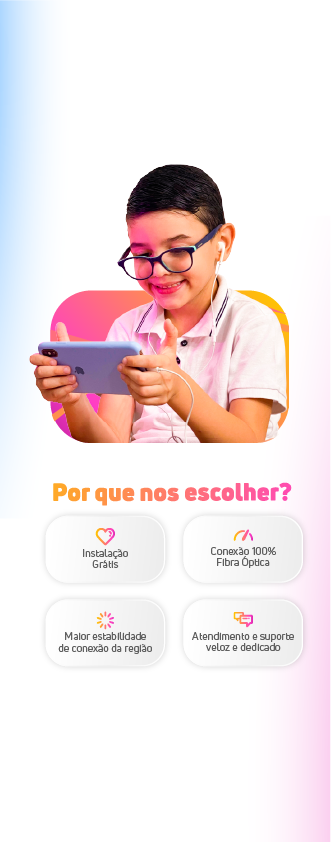 Por que nos escolher?
Instalação
Grátis
Conexão 100%
Fibra Óptica
Maior estabilidade
de conexão da região
Atendimento e suporte
veloz e dedicado